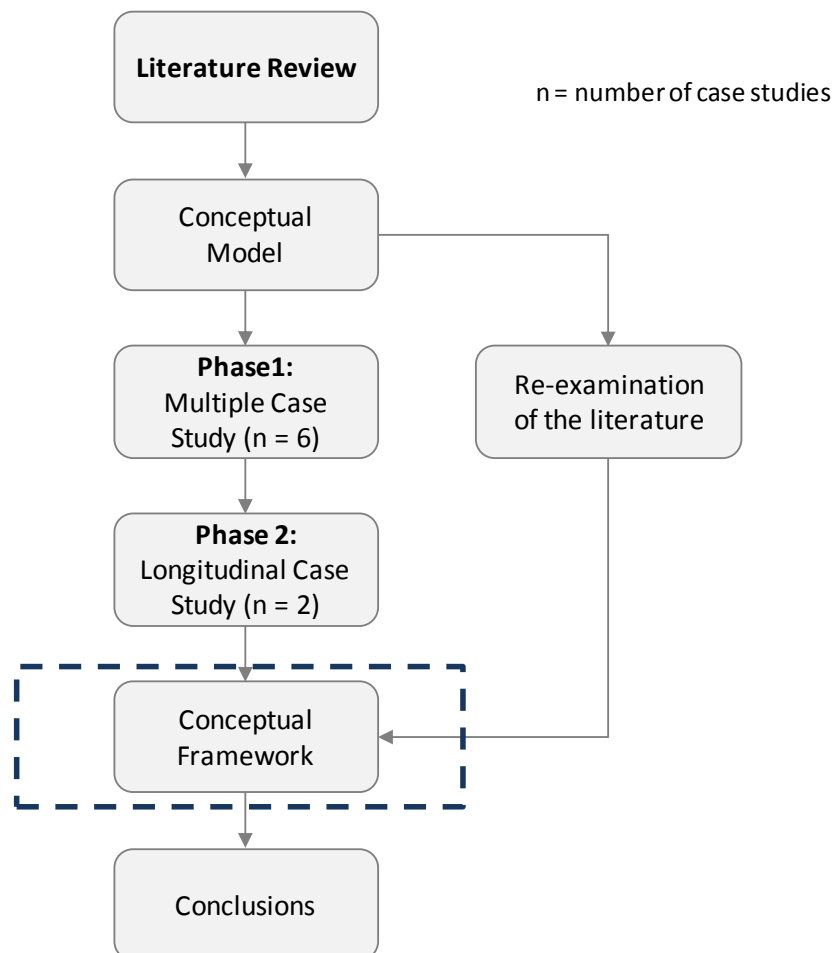 Literature Review
n = number of case studies
Conceptual
Model
Phase1:
Multiple Case
Study (n = 6)
Re-examination
of the literature
Phase 2:
Longitudinal Case
Study (n = 2)
Conceptual
Framework
Conclusions